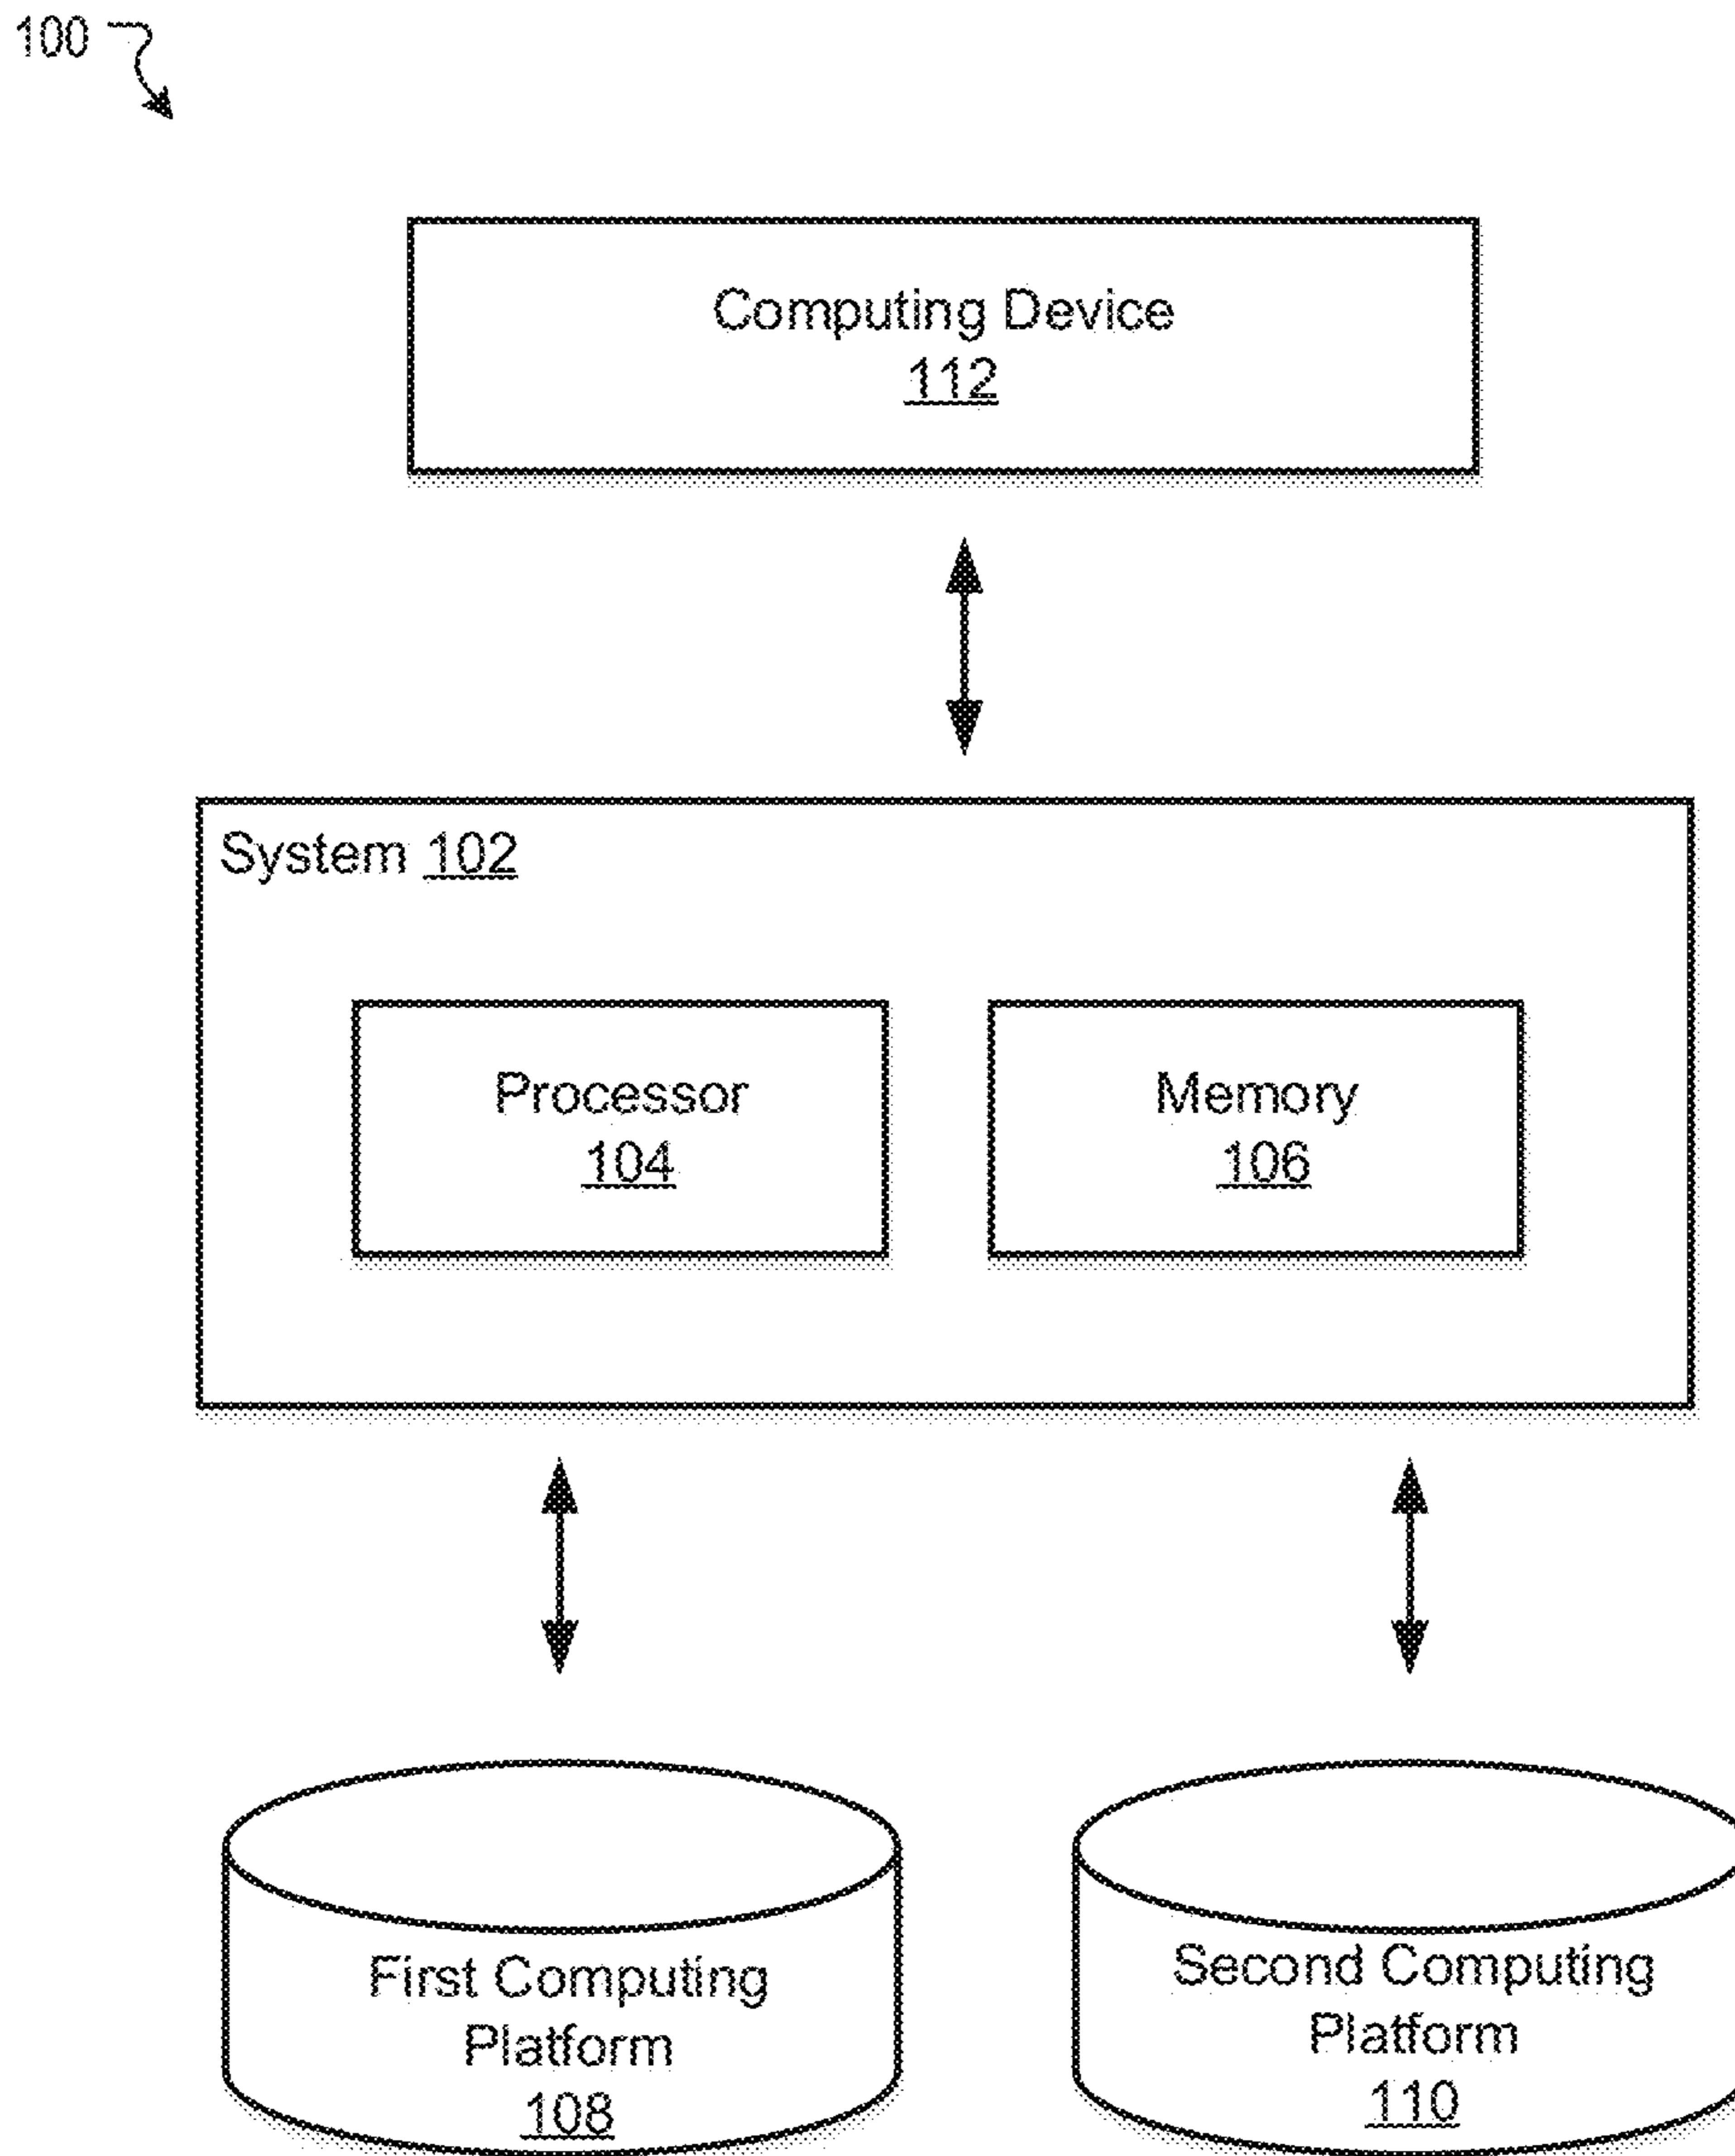 100
Computing Device
112
System 102
Processor
104
Memory
106
First Computing
Platform
108
Second Computing
Platform
110